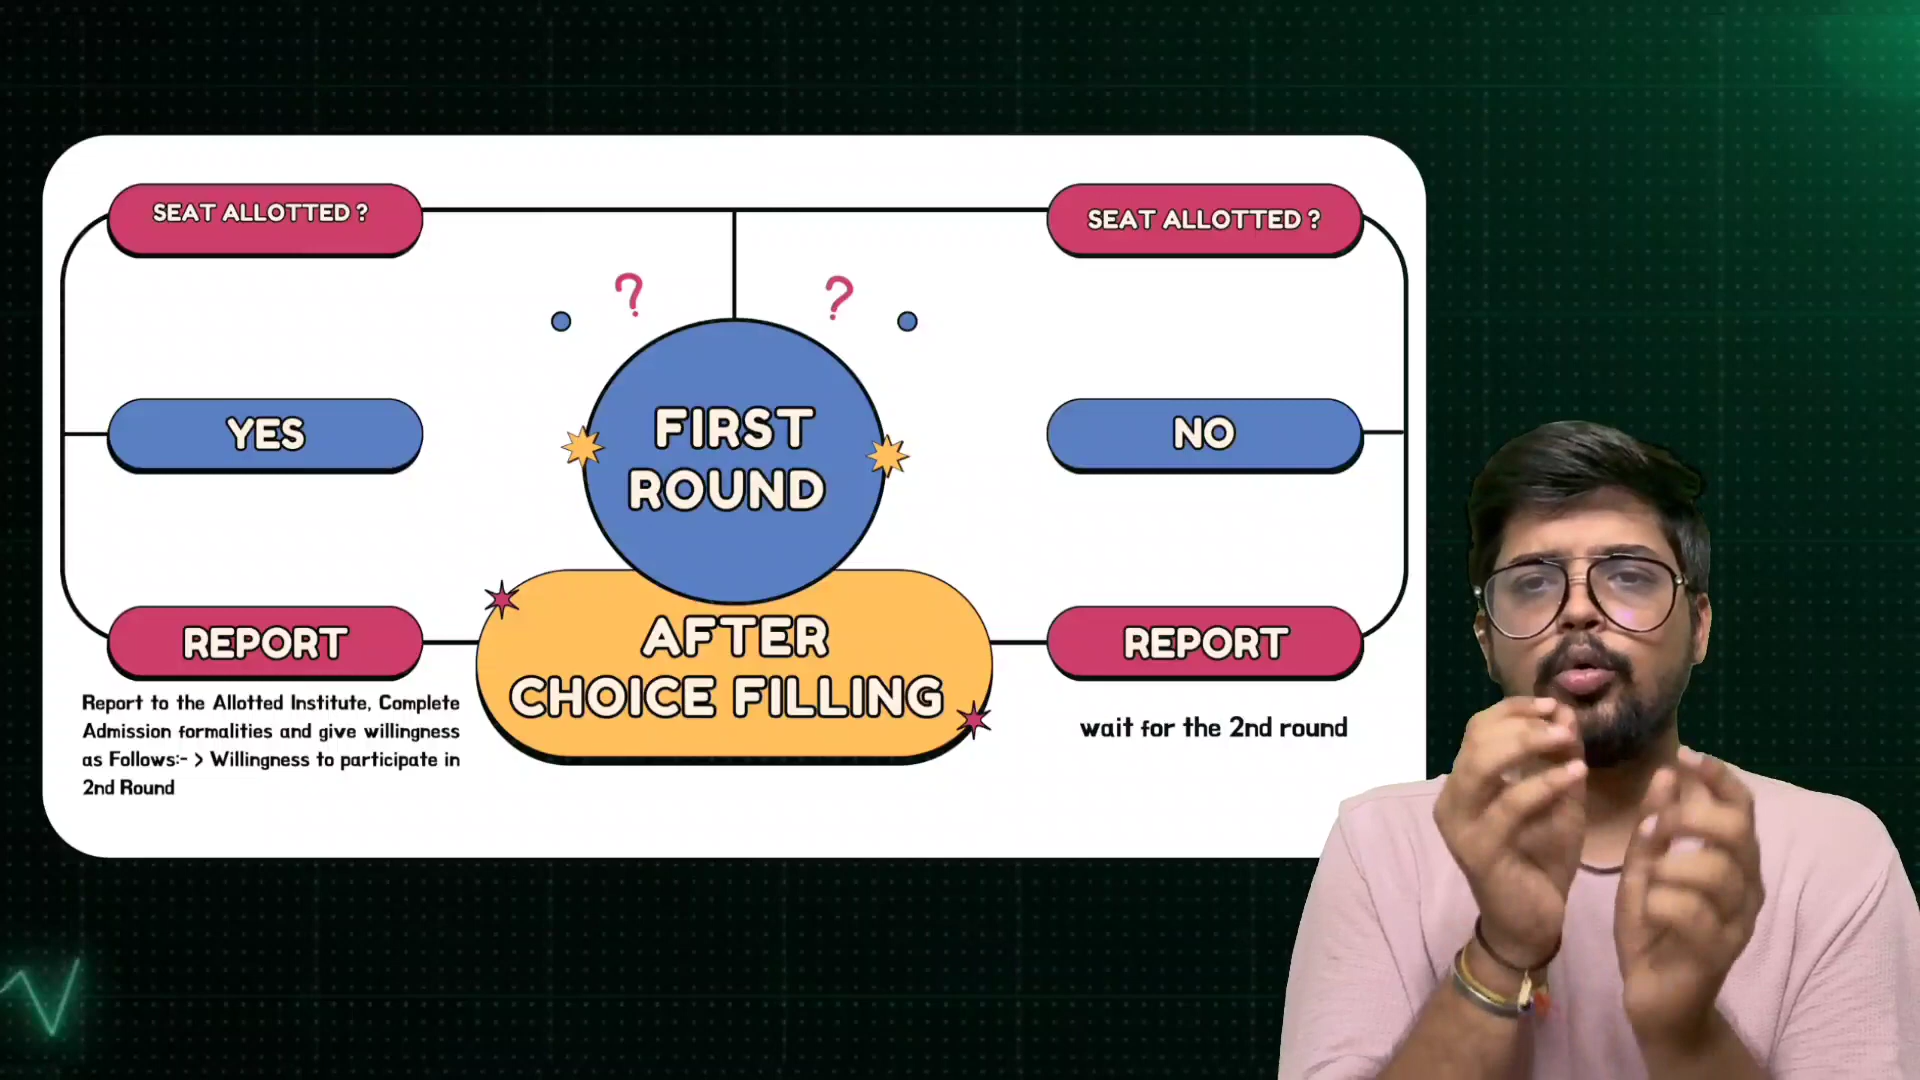 SEAT ALLOTTED ?
SEAT ALLOTTED ?
?
?
YES
FIRST
ROUND
NO
REPORT
AFTER
CHOICE FILLING
REPORT
Report to the Allotted Institute, Complete
Admission formalities and give willingness
as Follows:- > Willingness to participate in
2nd Round
wait for the 2nd round